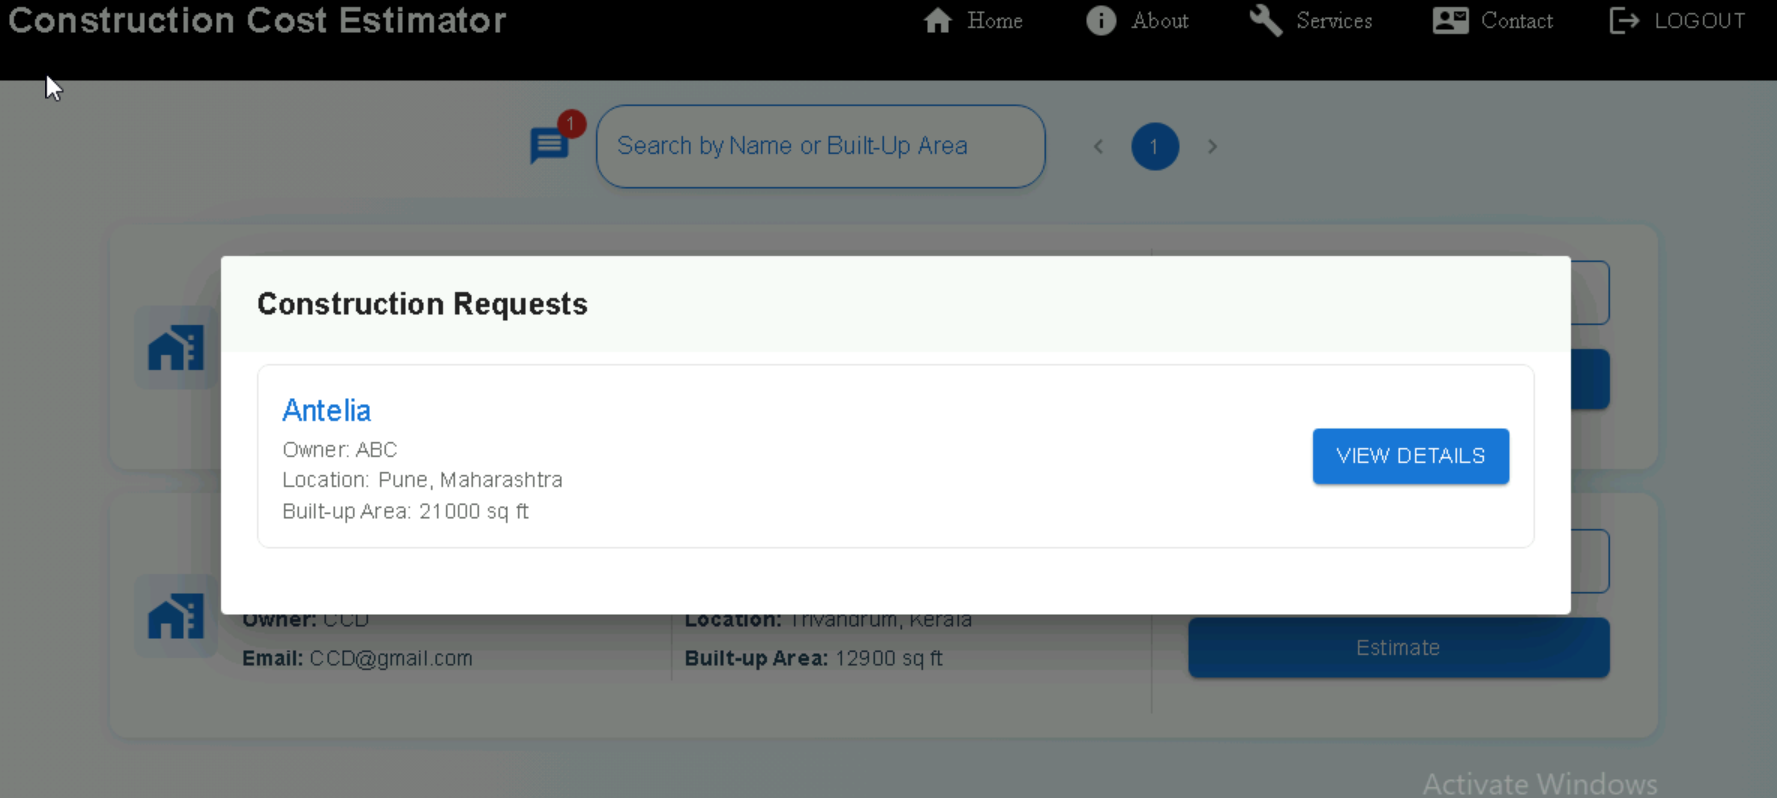 Construction Cost Estimator
Home About Services Contact LOGOUT
1
Search by Name or Built-Up Area
1
Construction Requests
Antelia
Owner: ABC
Location: Pune, Maharashtra
Built-up Area: 21000 sq ft
VIEW DETAILS
Owner: CCD Location: Trivandrum, Kerala
Email: CCD@gmail.com Built-up Area: 12900 sq ft
Estimate
Activate Windows